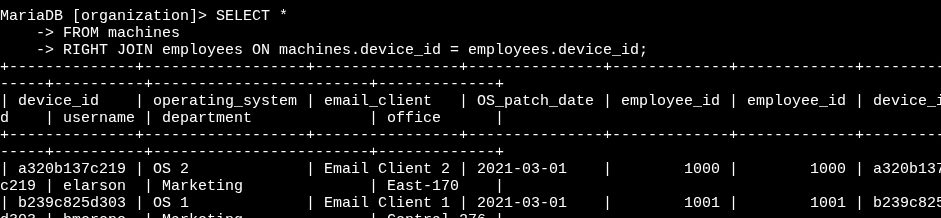 MariaDB [organization]> SELECT *
-> FROM machines
-> RIGHT JOIN employees ON machines.device_id = employees.device_id;
+--------------+------------------+----------------+---------------+-------------+-------------+---------
-----+----------+-------------------------+-------------+
| device_id | operating_system | email_client | OS_patch_date | employee_id | employee_id | device_i
d | username | department | office |
+--------------+------------------+----------------+---------------+-------------+-------------+---------
-----+----------+-------------------------+-------------+
| a320b137c219 | OS 2 | Email Client 2 | 2021-03-01 | 1000 | 1000 | a320b137
c219 | elarson | Marketing | East-170 |
| b239c825d303 | OS 1 | Email Client 1 | 2021-03-01 | 1001 | 1001 | b239c825
d303 | bmoreno | Marketing | Central-276 |